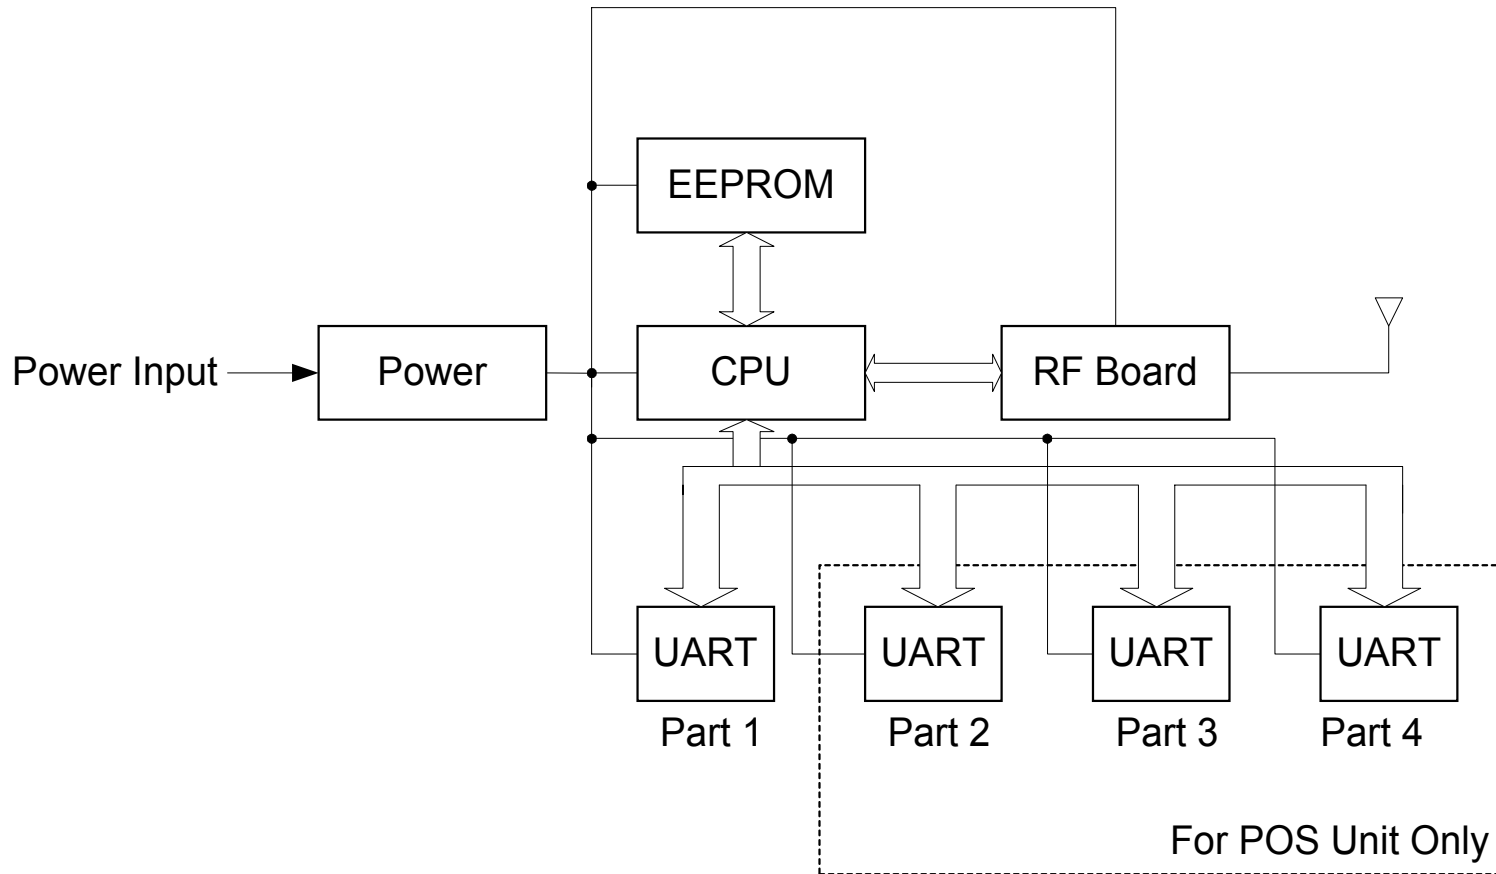 EEPROM
Power Input
Power
CPU
RF Board
UART
UART
UART
UART
Part 1
Part 2
Part 3
Part 4
For POS Unit Only